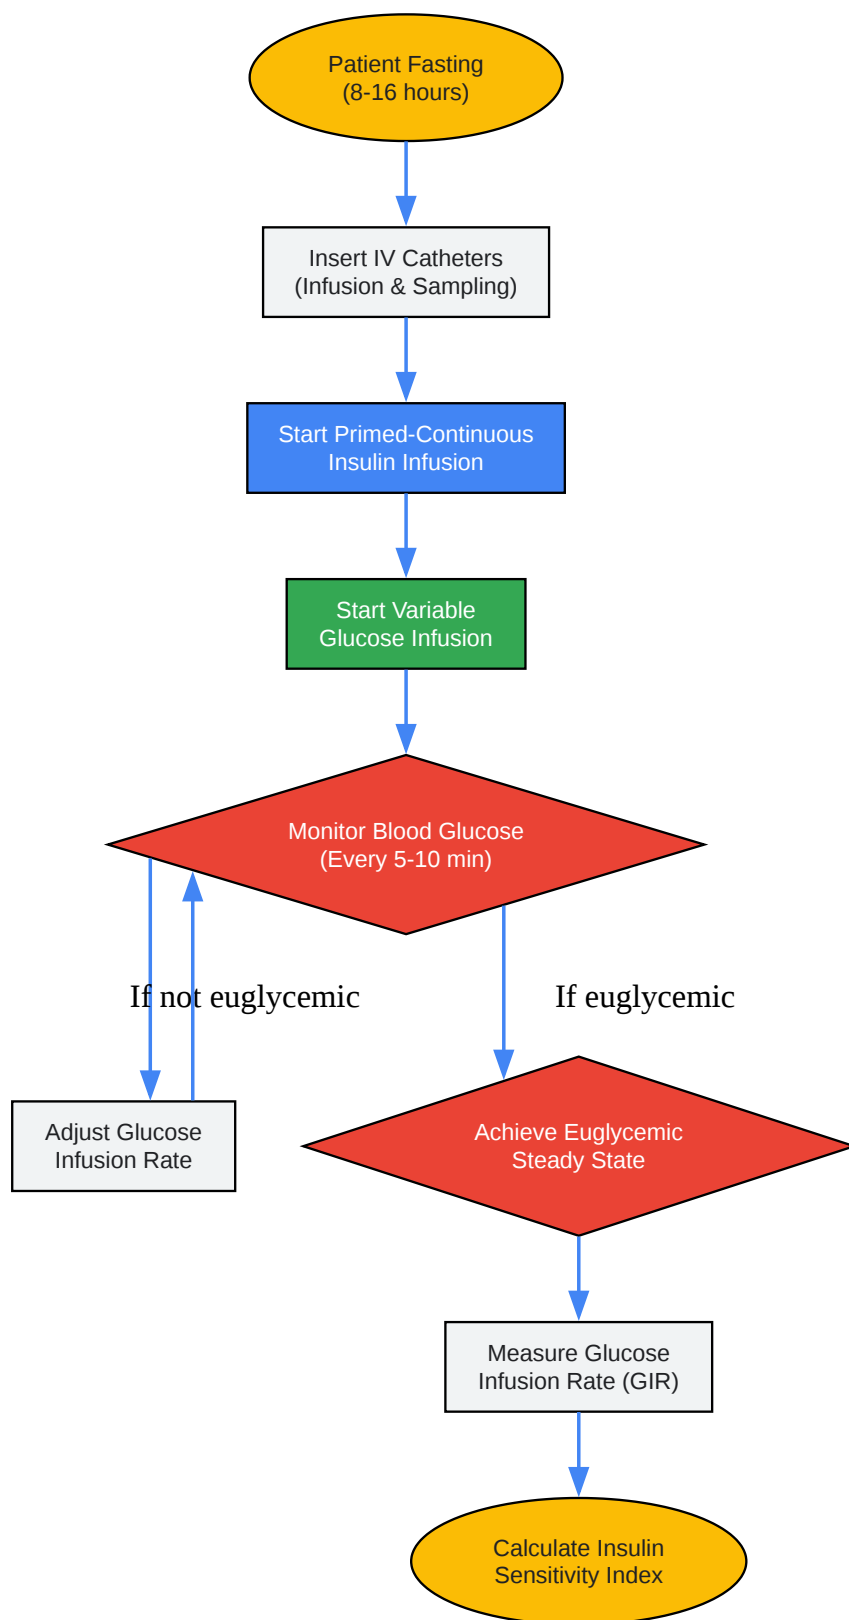 Patient Fasting
(8-16 hours)
Insert IV Catheters
(Infusion & Sampling)
Start Primed-Continuous
Insulin Infusion
Start Variable
Glucose Infusion
Monitor Blood Glucose
(Every 5-10 min)
If not euglycemic
If euglycemic
Adjust Glucose
Infusion Rate
Achieve Euglycemic
Steady State
Measure Glucose
Infusion Rate (GIR)
Calculate Insulin
Sensitivity Index